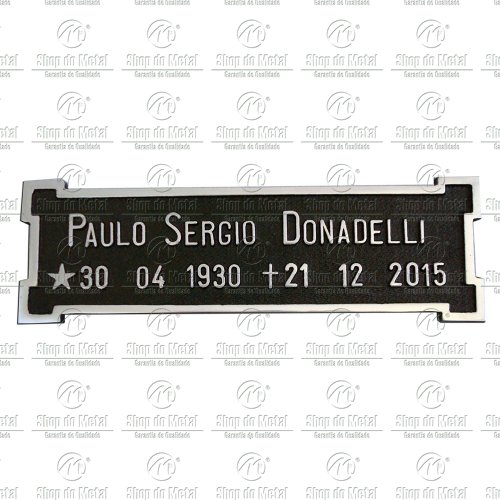 PAULO SERGIO DONADELLI
★30 04 1930 †21 12 2015
Shop do Metal
Garantia de Qualidade